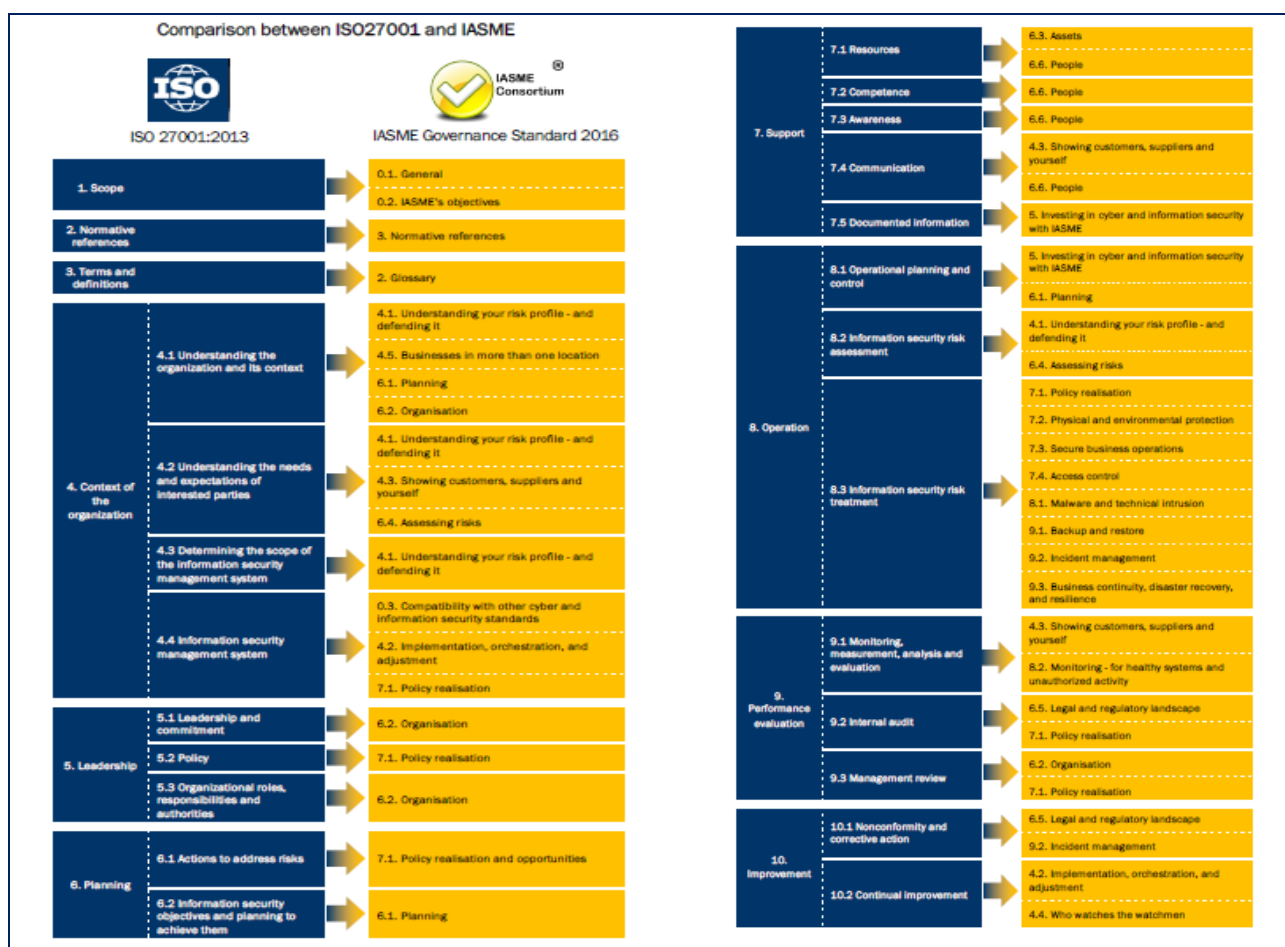 Comparison between ISO27001 and IASME
ISO
®
IASME
Consortium
ISO 27001:2013
IASME Governance Standard 2016
1. Scope
0.1. General
0.2. IASME's objectives
2. Normative
references
3. Normative references
3. Terms and
definitions
2. Glossary
4. Context of
the
organization
4.1 Understanding the
organization and its context
4.1. Understanding your risk profile - and
defending it
4.5. Businesses in more than one location
6.1. Planning
6.2. Organisation
4.2 Understanding the needs
and expectations of
interested parties
4.1. Understanding your risk profile - and
defending it
4.3. Showing customers, suppliers and
yourself
6.4. Assessing risks
4.3 Determining the scope of
the information security
management system
4.1. Understanding your risk profile - and
defending it
4.4 Information security
management system
0.3. Compatibility with other cyber and
information security standards
4.2. Implementation, orchestration, and
adjustment
7.1. Policy realisation
5. Leadership
5.1 Leadership and
commitment
6.2. Organisation
5.2 Policy
7.1. Policy realisation
5.3 Organizational roles,
responsibilities and
authorities
6.2. Organisation
6. Planning
6.1 Actions to address risks
7.1. Policy realisation and opportunities
6.2 Information security
objectives and planning to
achieve them
6.1. Planning
7. Support
7.1 Resources
6.3. Assets
6.6. People
7.2 Competence
6.6. People
7.3 Awareness
6.6. People
7.4 Communication
4.3. Showing customers, suppliers and
yourself
6.6. People
7.5 Documented information
5. Investing in cyber and information security
with IASME
8. Operation
8.1 Operational planning and
control
5. Investing in cyber and information security
with IASME
6.1. Planning
8.2 Information security risk
assessment
4.1. Understanding your risk profile - and
defending it
6.4. Assessing risks
8.3 Information security risk
treatment
7.1. Policy realisation
7.2. Physical and environmental protection
7.3. Secure business operations
7.4. Access control
8.1. Malware and technical intrusion
9.1. Backup and restore
9.2. Incident management
9.3. Business continuity, disaster recovery,
and resilience
9.
Performance
evaluation
9.1 Monitoring,
measurement, analysis and
evaluation
4.3. Showing customers, suppliers and
yourself
8.2. Monitoring - for healthy systems and
unauthorized activity
9.2 Internal audit
6.5. Legal and regulatory landscape
7.1. Policy realisation
9.3 Management review
6.2. Organisation
7.1. Policy realisation
10.
Improvement
10.1 Nonconformity and
corrective action
6.5. Legal and regulatory landscape
9.2. Incident management
10.2 Continual improvement
4.2. Implementation, orchestration, and
adjustment
4.4. Who watches the watchmen